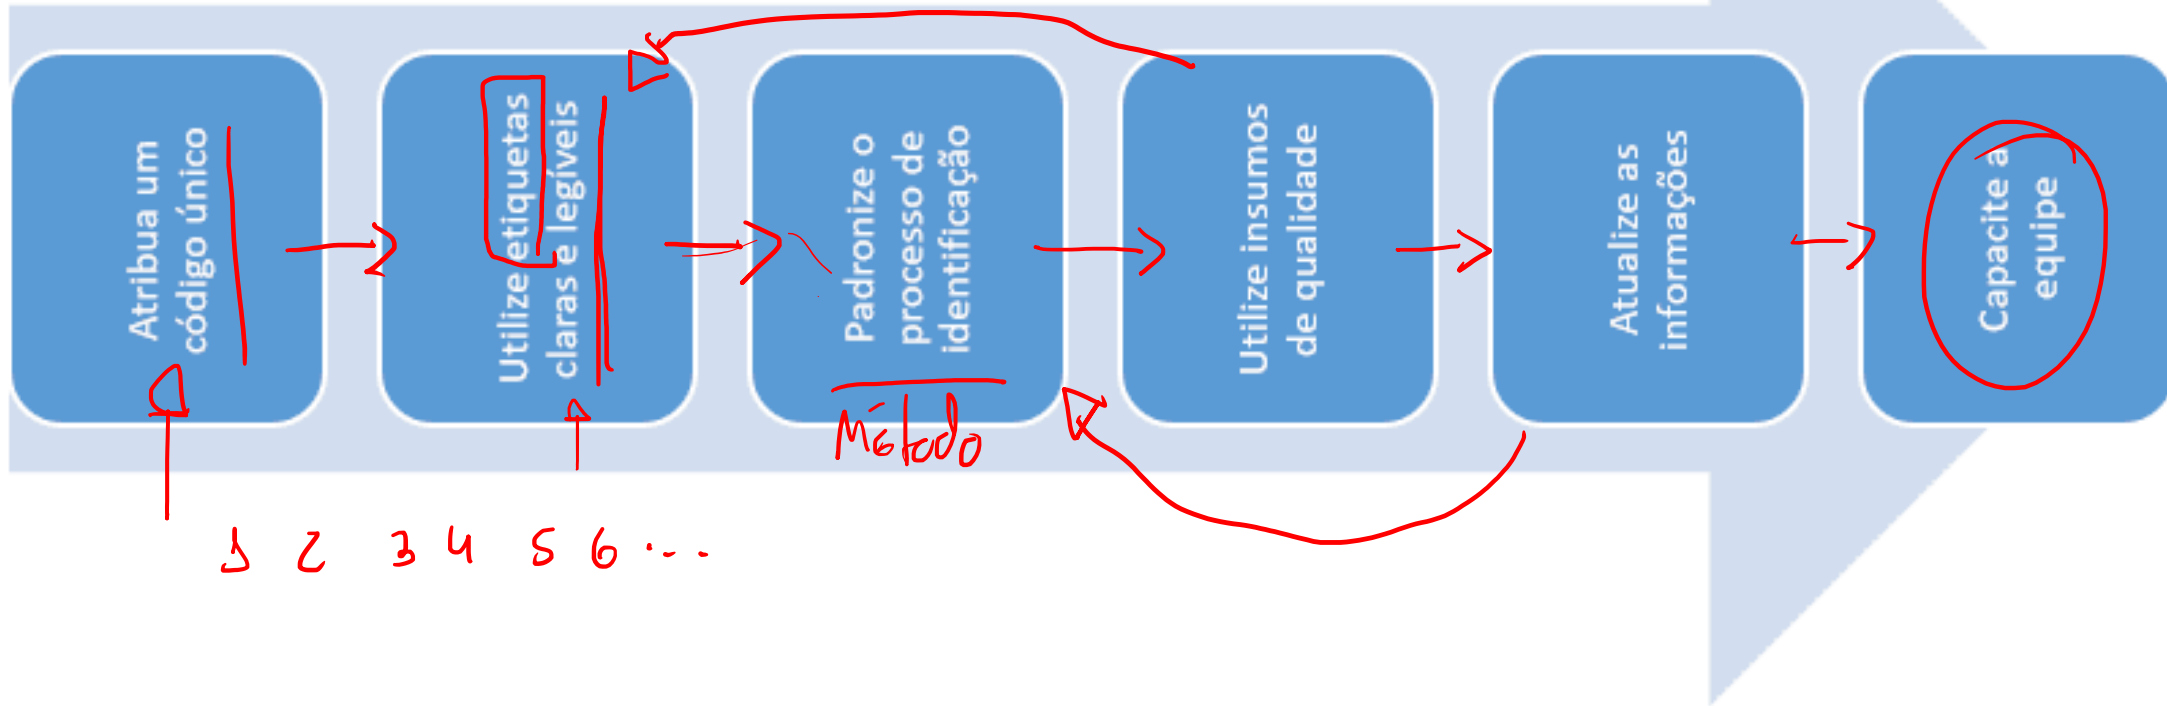 Atribua um
código único
Utilize etiquetas
claras e legíveis
Padronize o
processo de
identificação
Utilize insumos
de qualidade
Atualize as
informações
Capacite a
equipe
Método
1 2 3 4 5 6 ...